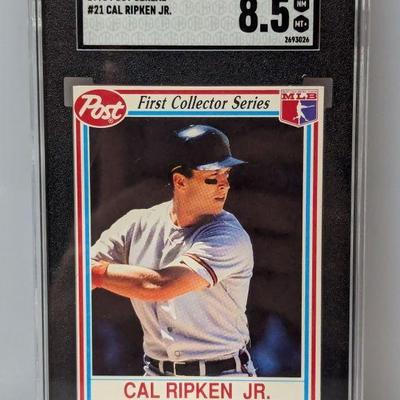 #21 CAL RIPKEN JR.
8.5
NM
MT+
2693026
Post
First Collector Series
MLB
CAL RIPKEN JR.